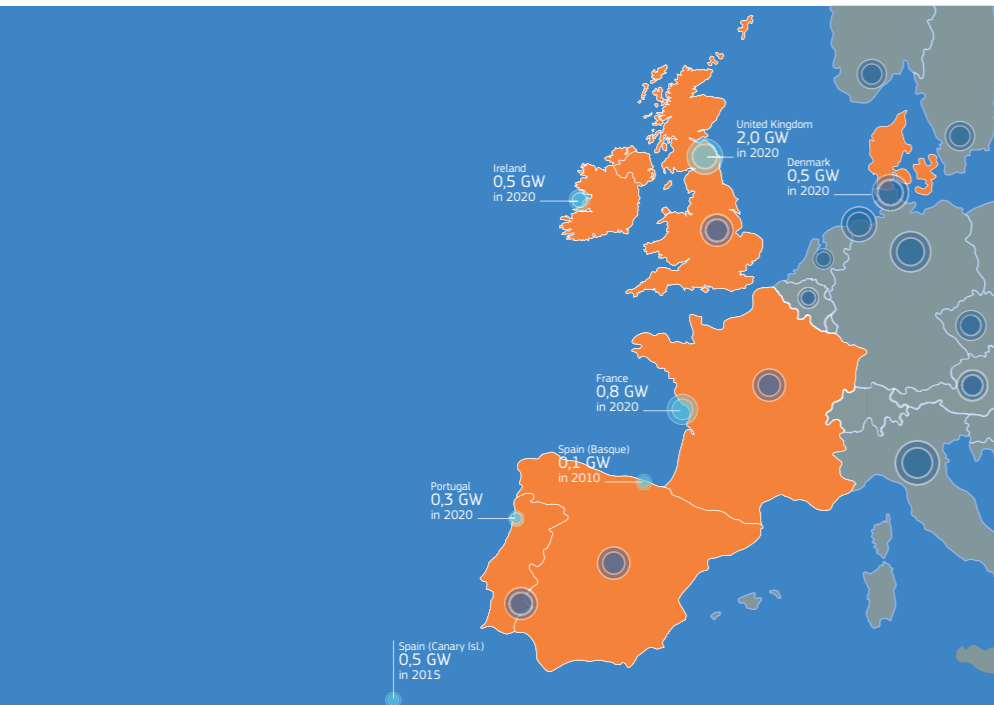 United Kingdom
2,0 GW
in 2020
Denmark
0,5 GW
in 2020
Ireland
0,5 GW
in 2020
France
0,8 GW
in 2020
Spain (Basque)
0,1 GW
in 2010
Portugal
0,3 GW
in 2020
Spain (Canary Isl.)
0,5 GW
in 2015